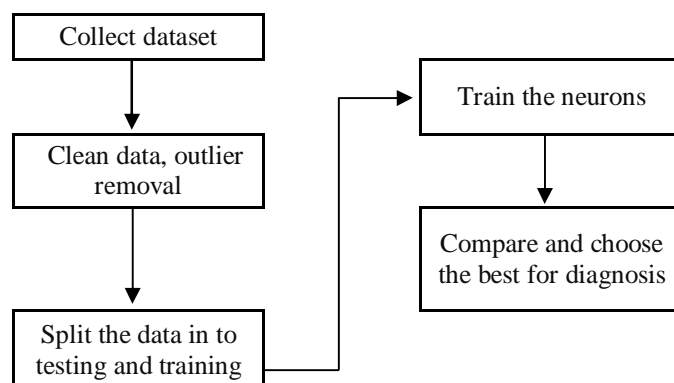 Collect dataset
Clean data, outlier
removal
Split the data in to
testing and training
Train the neurons
Compare and choose
the best for diagnosis